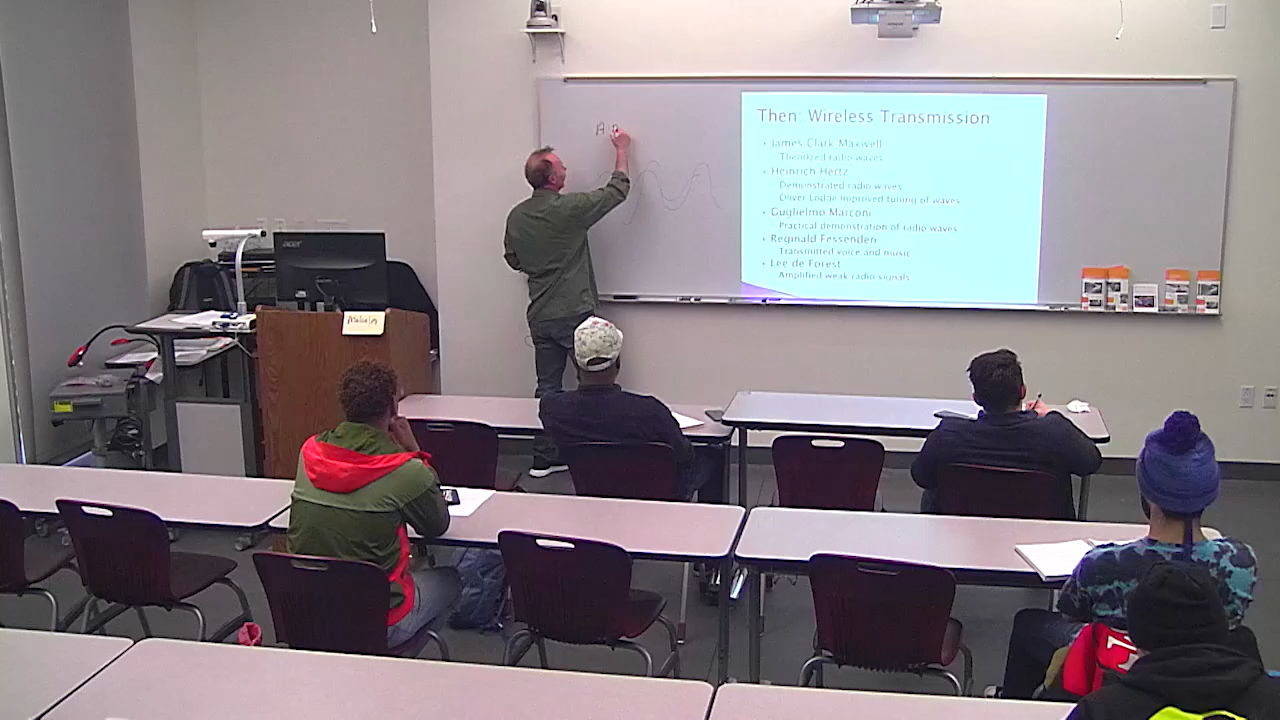 A
Then: Wireless Transmission
• James Clark Maxwell
Theorized radio waves
• Heinrich Hertz
Demonstrated radio waves
Oliver Lodge improved tuning of waves
• Guglielmo Marconi
Practical demonstration of radio waves
• Reginald Fessenden
Transmitted voice and music
• Lee de Forest
Amplified weak radio signals
acer
Malcolm